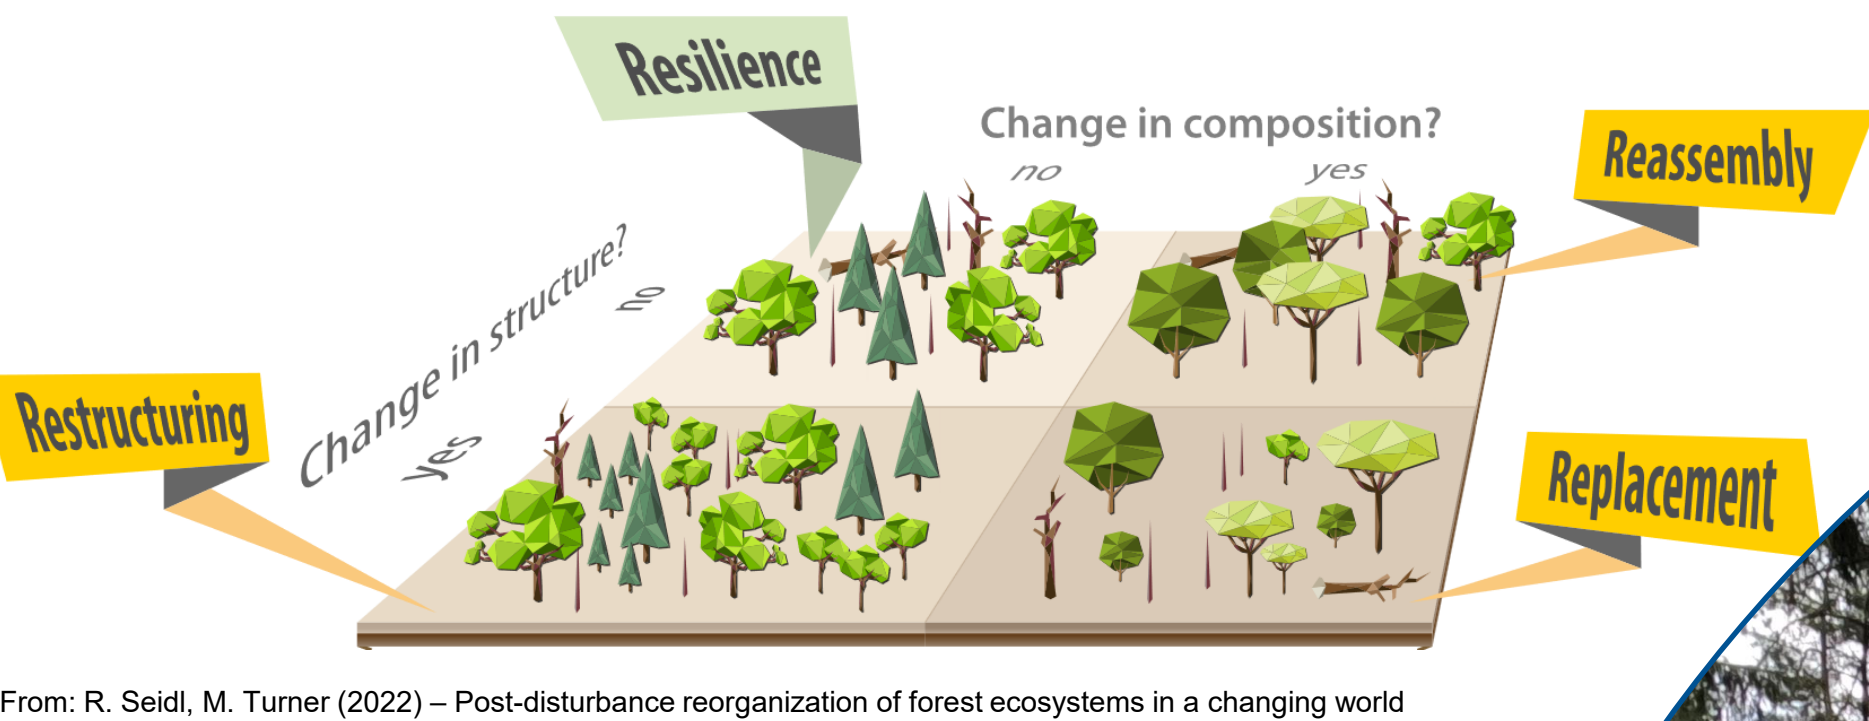 Resilience
Change in composition?
no
yes
Reassembly
Change in structure?
no
yes
Restructuring
Replacement
From: R. Seidl, M. Turner (2022) – Post-disturbance reorganization of forest ecosystems in a changing world